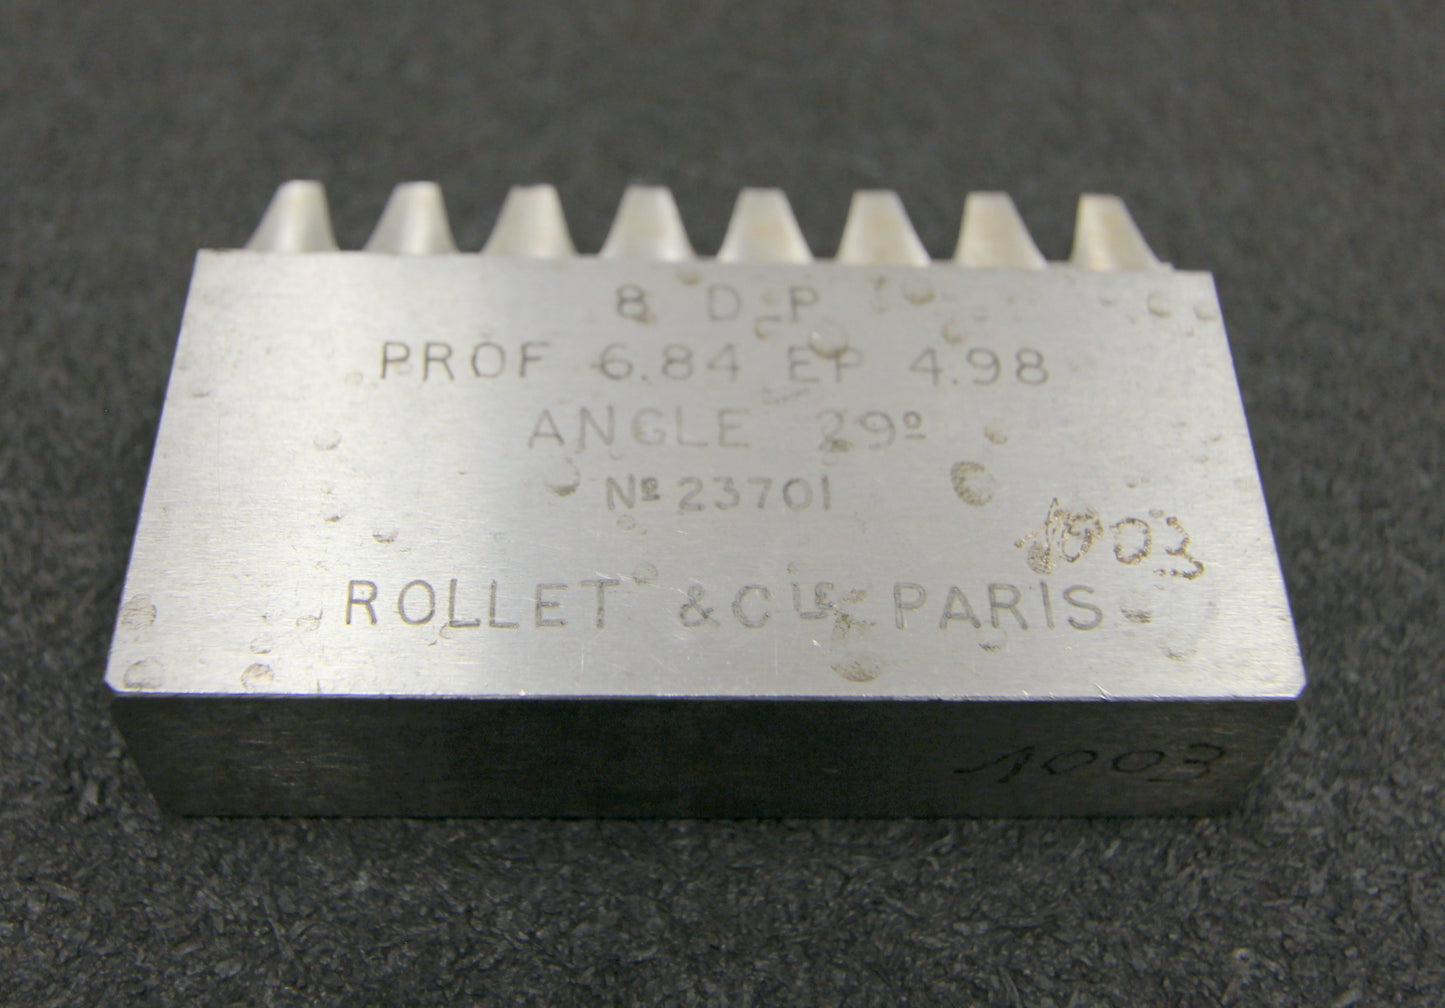 8 D P
PROF 6.84 EP 4.98
ANGLE 29º
Nº 23701
1003
ROLLET & Cie PARIS
1003